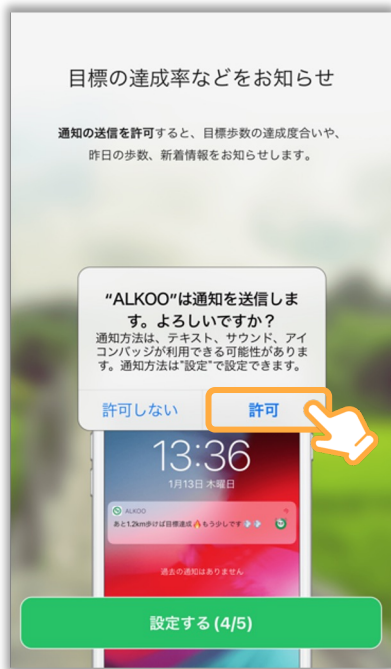 目標の達成率などをお知らせ
通知の送信を許可すると、目標歩数の達成度合いや、
昨日の歩数、新着情報をお知らせします。
"ALKOO"は通知を送信しま
す。よろしいですか？
通知方法は、テキスト、サウンド、アイ
コンバッジが利用できる可能性がありま
す。通知方法は"設定"で設定できます。
許可しない
許可
13:36
1月13日 木曜日
ALKOO
あと1.2km歩けば目標達成🔥もう少しです
過去の通知はありません
設定する (4/5)